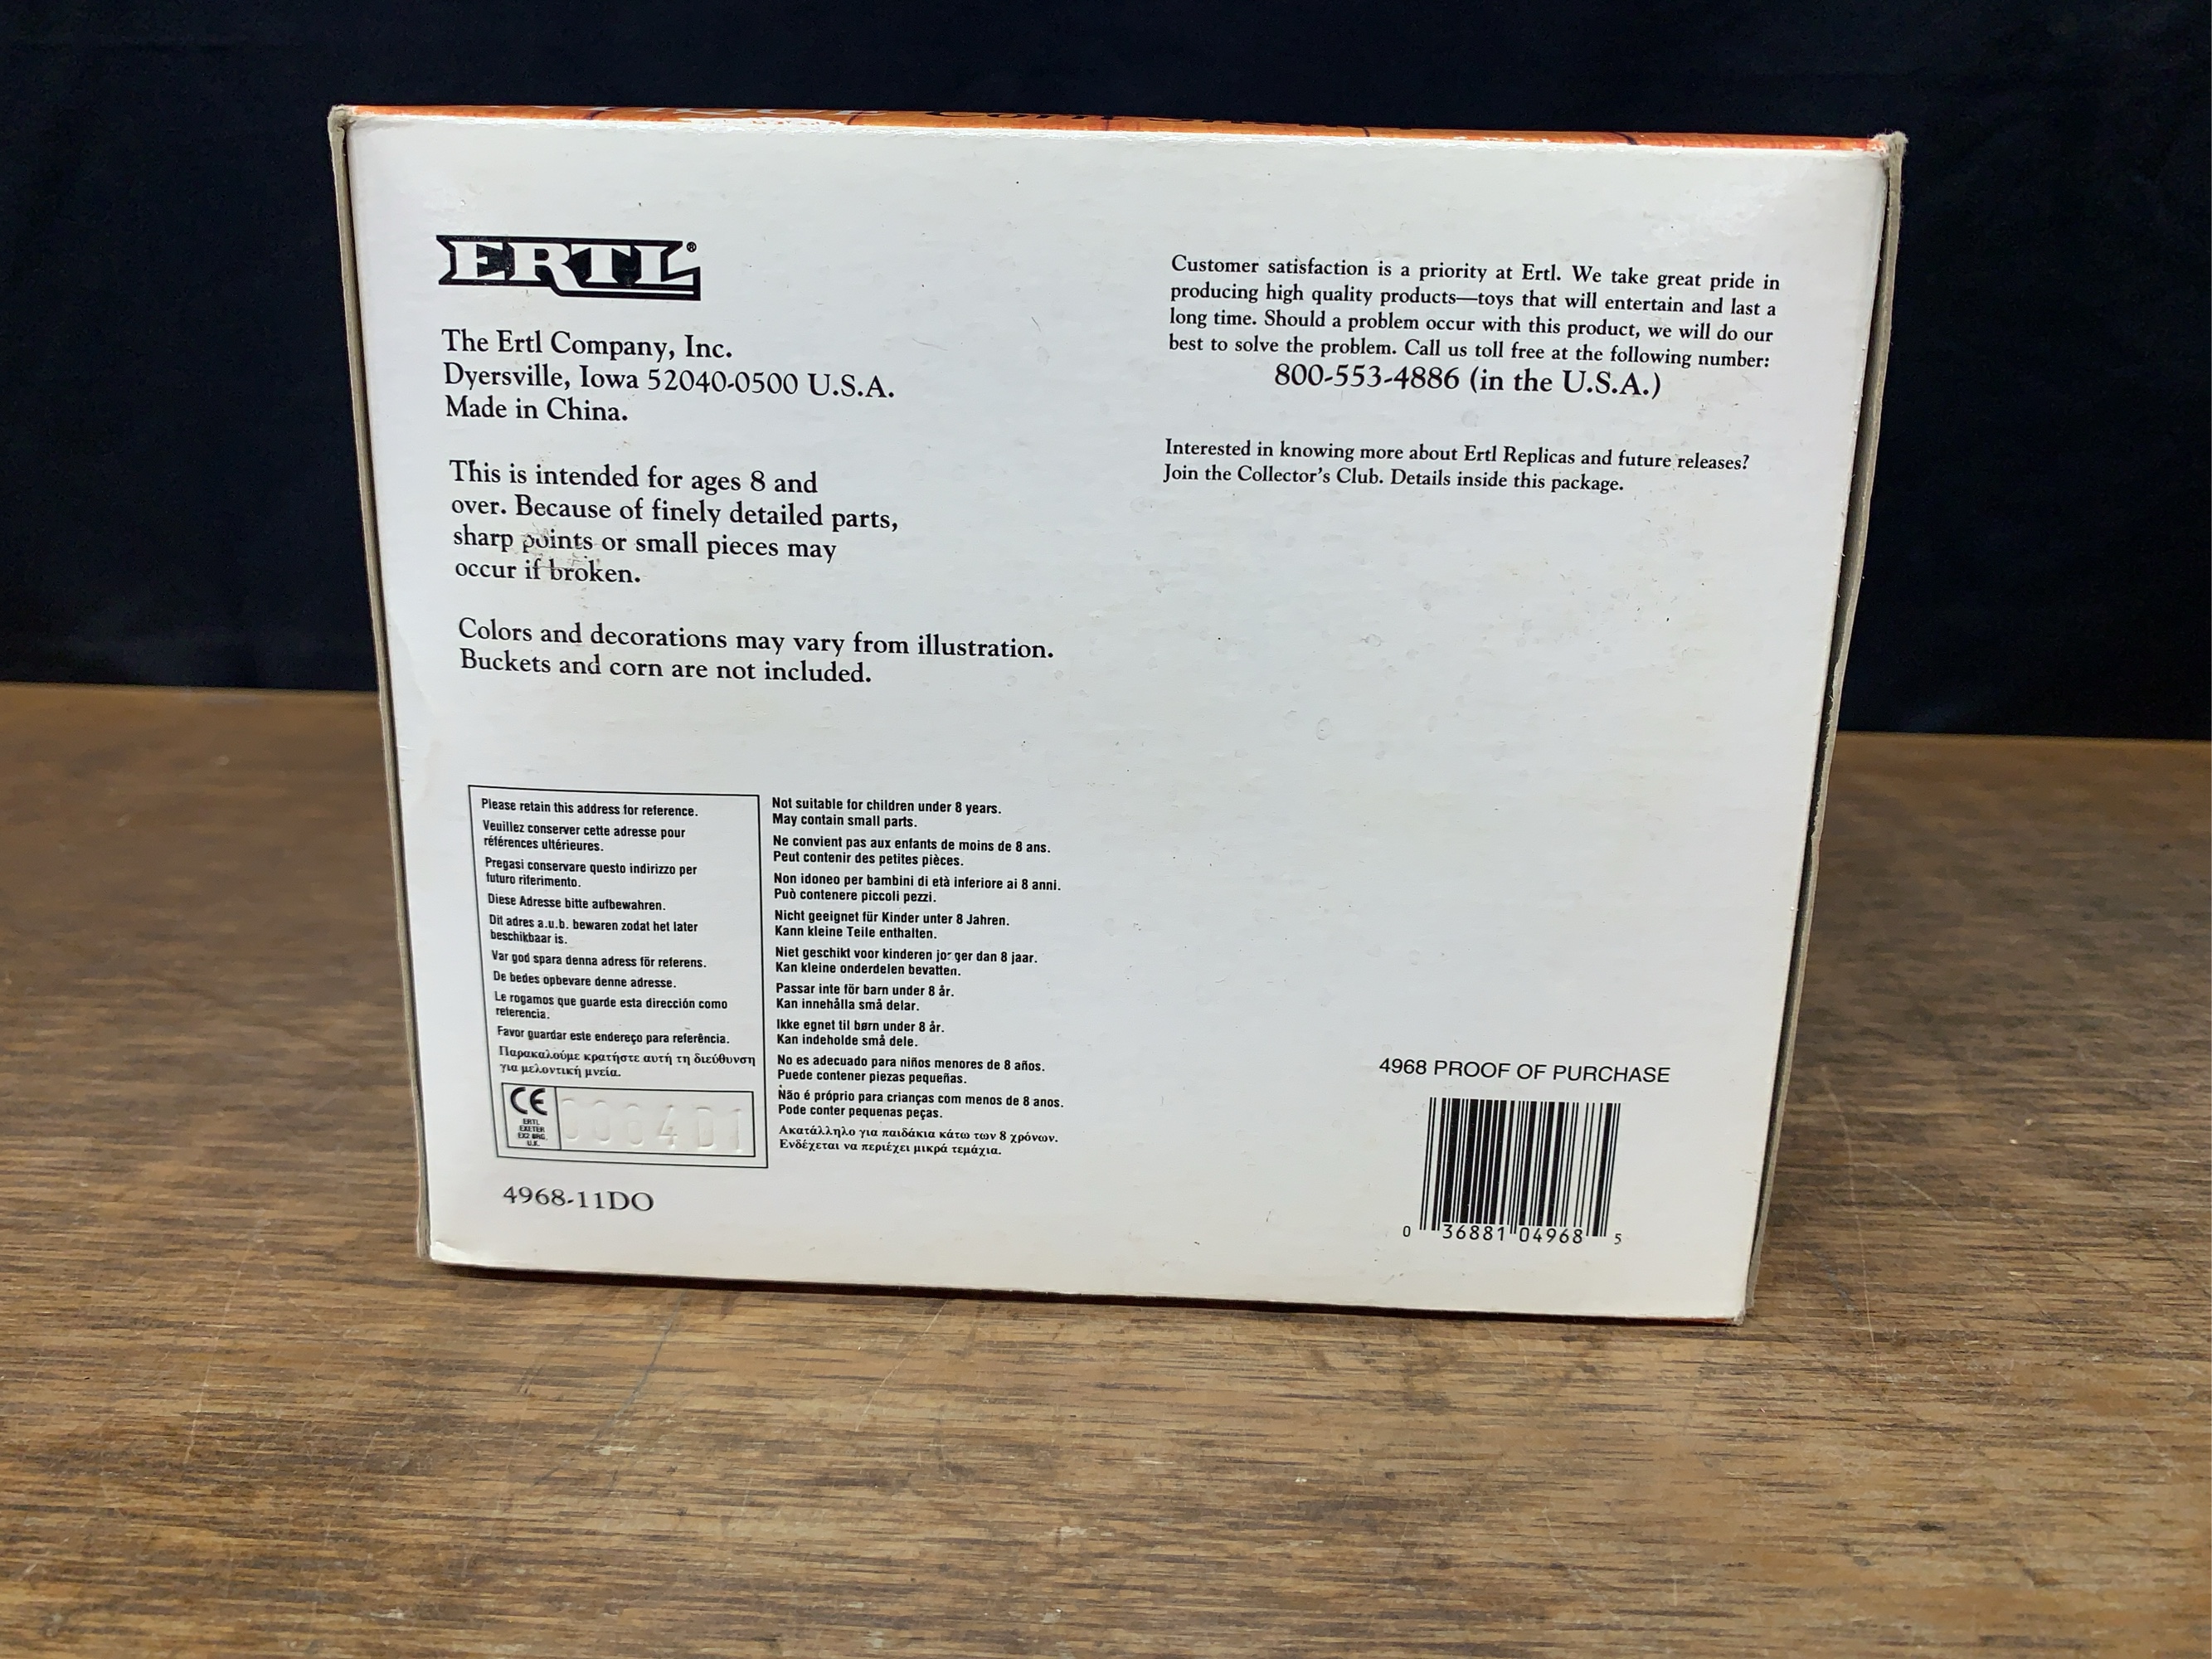 ERTL®
The Ertl Company, Inc.
Dyersville, Iowa 52040-0500 U.S.A.
Made in China.
This is intended for ages 8 and
over. Because of finely detailed parts,
sharp points or small pieces may
occur if broken.
Colors and decorations may vary from illustration.
Buckets and corn are not included.
Customer satisfaction is a priority at Ertl. We take great pride in
producing high quality products—toys that will entertain and last a
long time. Should a problem occur with this product, we will do our
best to solve the problem. Call us toll free at the following number:
800-553-4886 (in the U.S.A.)
Interested in knowing more about Ertl Replicas and future releases?
Join the Collector's Club. Details inside this package.
Please retain this address for reference.
Veuillez conserver cette adresse pour
références ultérieures.
Pregasi conservare questo indirizzo per
futuro riferimento.
Diese Adresse bitte aufbewahren.
Dit adres a.u.b. bewaren zodat het later
beschikbaar is.
Var god spara denna adress för referens.
De bedes opbevare denne adresse.
Le rogamos que guarde esta dirección como
referencia.
Favor guardar este endereço para referência.
Παρακαλούμε κρατήστε αυτή τη διεύθυνση
για μελοντική μνεία.
CE
ERTL
EXETER
EX2 8RG.
U.K.
Not suitable for children under 8 years.
May contain small parts.
Ne convient pas aux enfants de moins de 8 ans.
Peut contenir des petites pièces.
Non idoneo per bambini di età inferiore ai 8 anni.
Può contenere piccoli pezzi.
Nicht geeignet für Kinder unter 8 Jahren.
Kann kleine Teile enthalten.
Niet geschikt voor kinderen jonger dan 8 jaar.
Kan kleine onderdelen bevatten.
Passar inte för barn under 8 år.
Kan innehålla små delar.
Ikke egnet til børn under 8 år.
Kan indeholde små dele.
No es adecuado para niños menores de 8 años.
Puede contener piezas pequeñas.
Não é próprio para crianças com menos de 8 anos.
Pode conter pequenas peças.
Ακατάλληλο για παιδάκια κάτω των 8 χρόνων.
Ενδέχεται να περιέχει μικρά τεμάχια.
4968-11DO
4968 PROOF OF PURCHASE
0 36881 04968 5